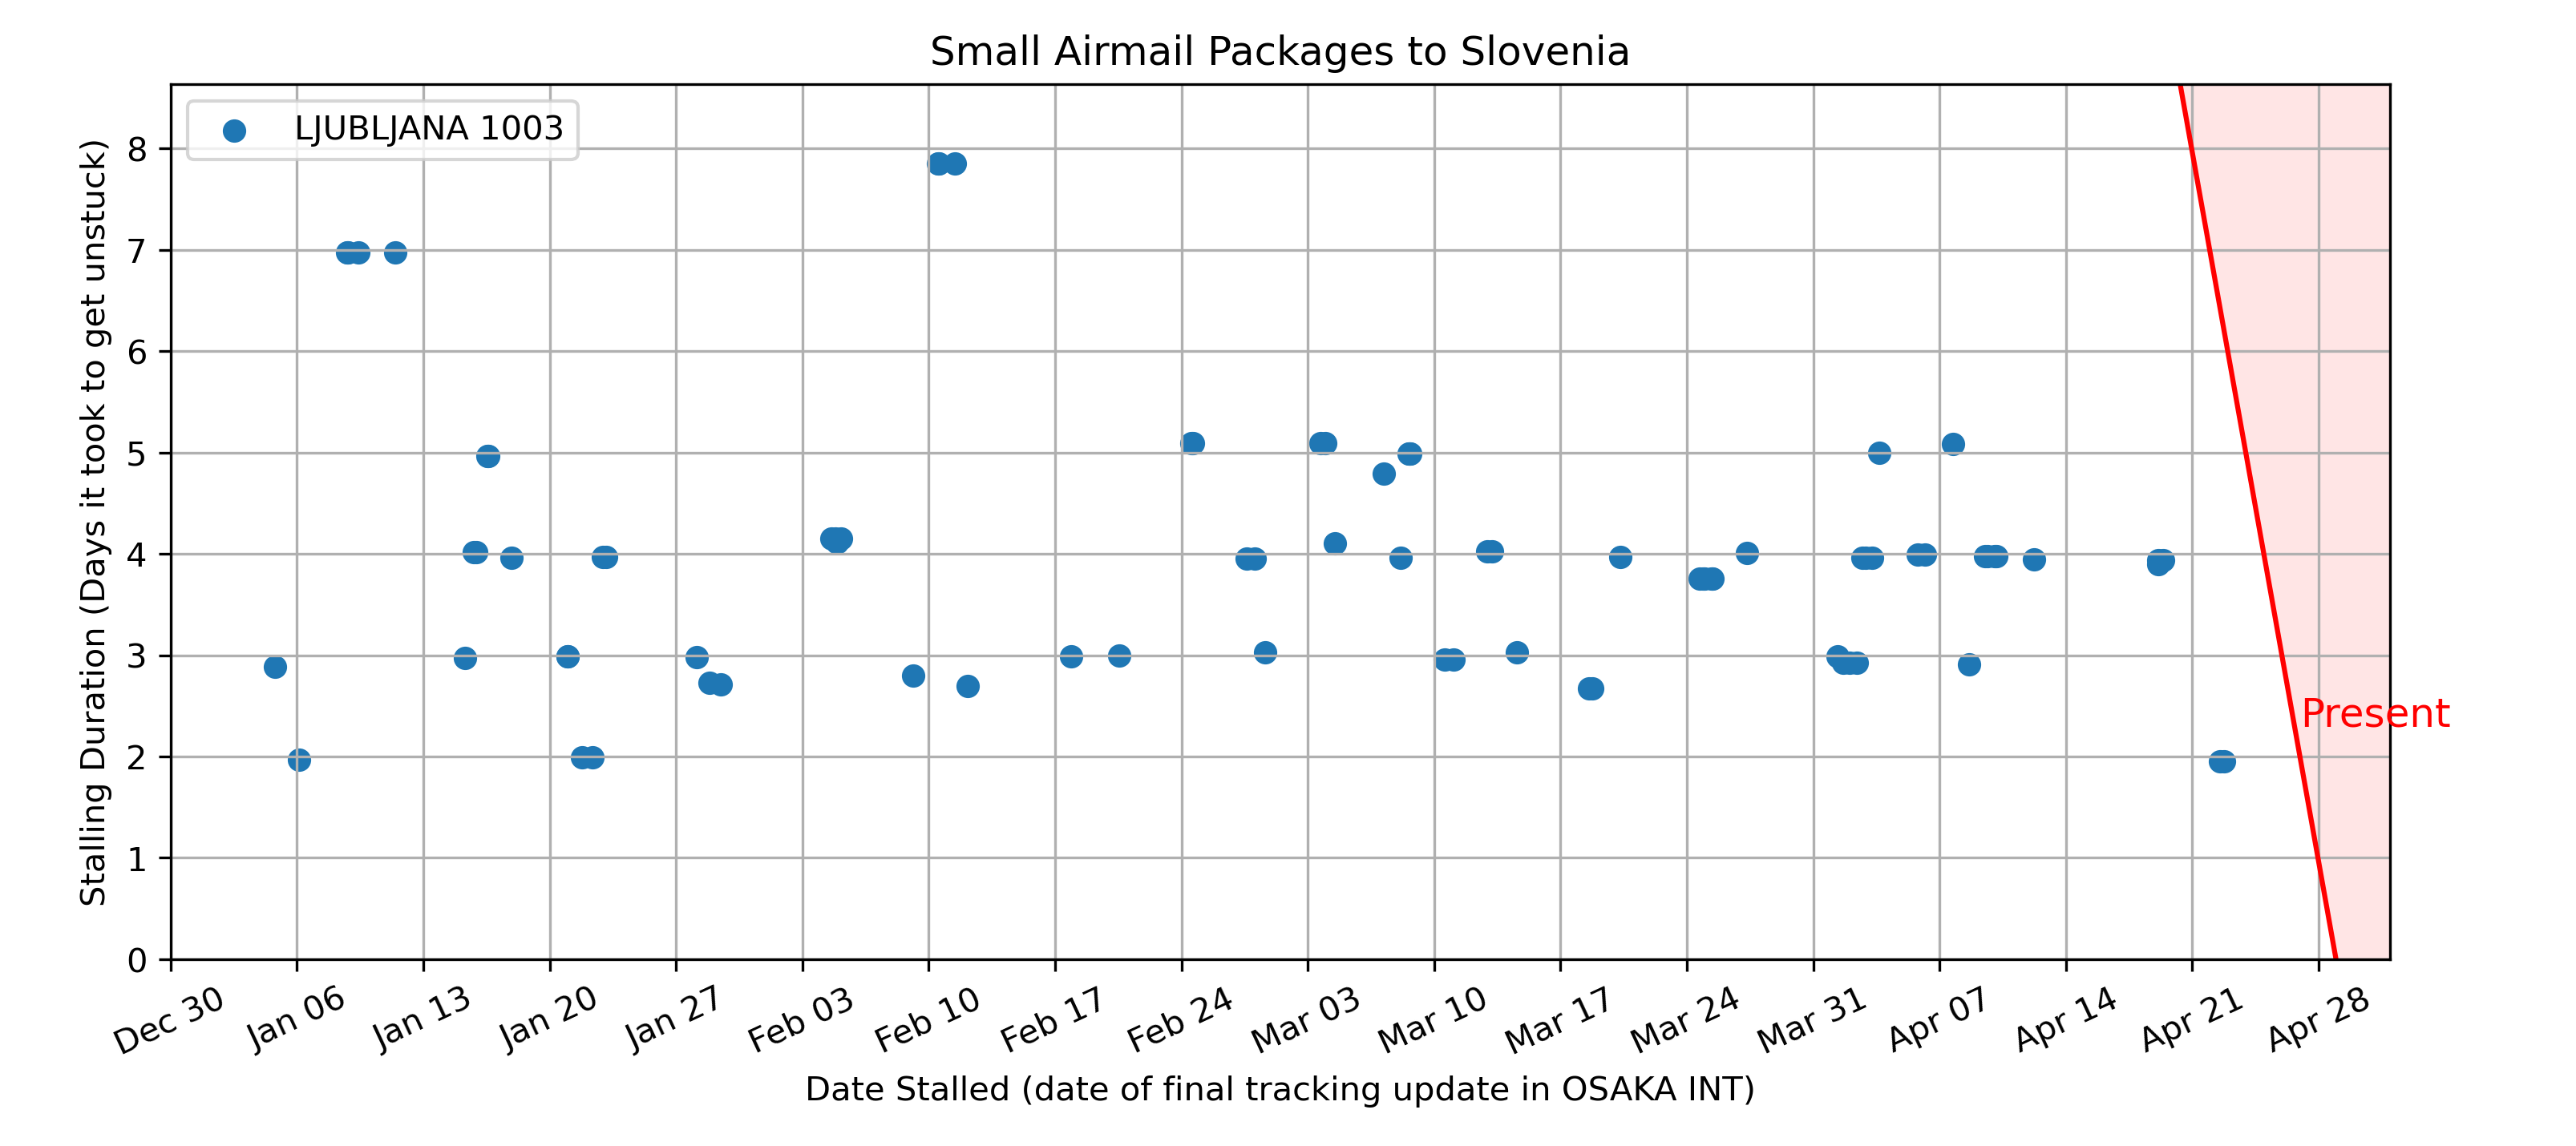 Small Airmail Packages to Slovenia
LJUBLJANA 1003
Stalling Duration (Days it took to get unstuck)
8
7
6
5
4
3
2
1
0
Present
Dec 30
Jan 06
Jan 13
Jan 20
Jan 27
Feb 03
Feb 10
Feb 17
Feb 24
Mar 03
Mar 10
Mar 17
Mar 24
Mar 31
Apr 07
Apr 14
Apr 21
Apr 28
Date Stalled (date of final tracking update in OSAKA INT)